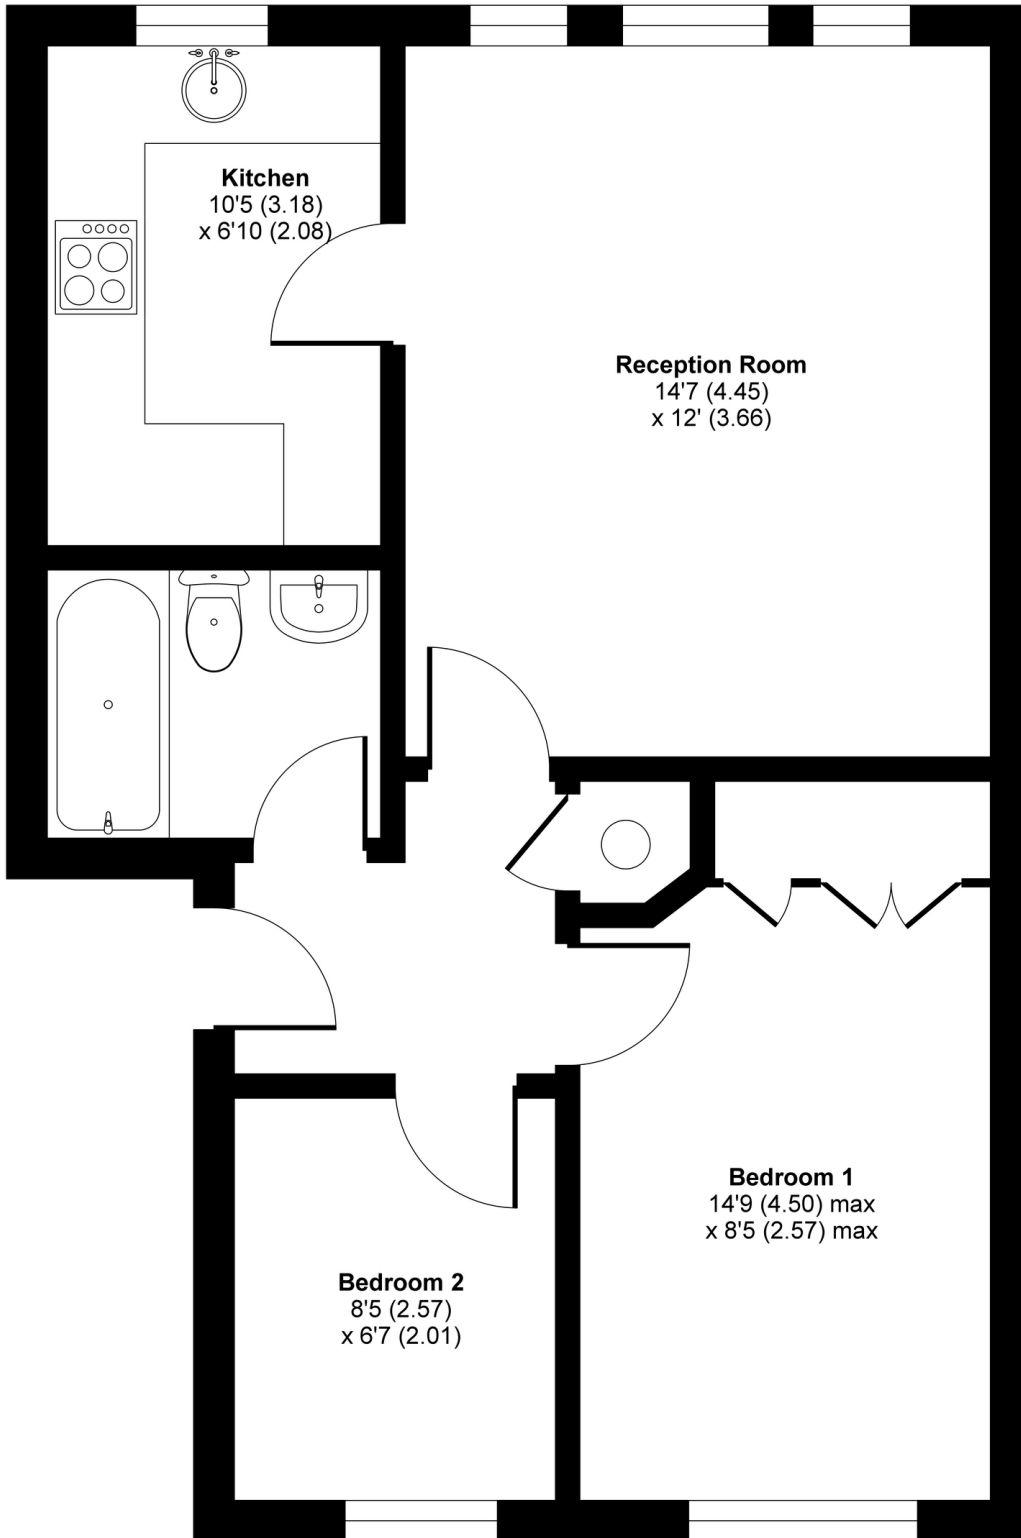 Kitchen
10'5 (3.18)
x 6'10 (2.08)
Reception Room
14'7 (4.45)
x 12' (3.66)
Bedroom 1
14'9 (4.50) max
x 8'5 (2.57) max
Bedroom 2
8'5 (2.57)
x 6'7 (2.01)